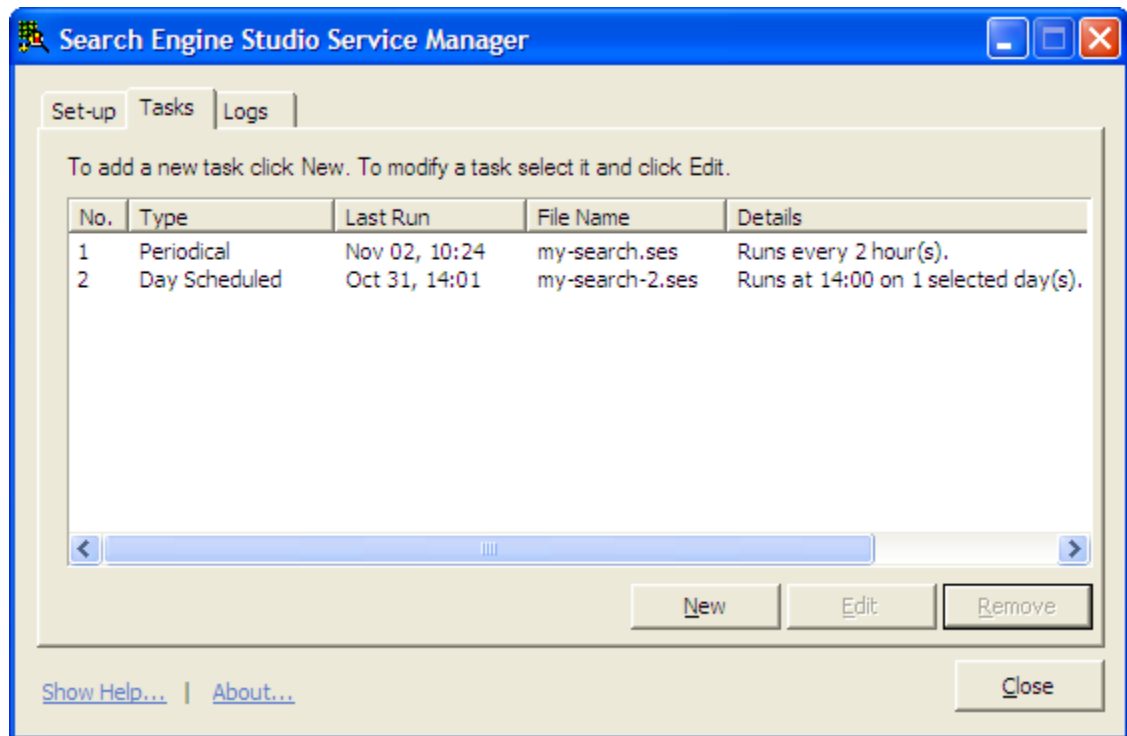 Search Engine Studio Service Manager
Set-up Tasks Logs
To add a new task click New. To modify a task select it and click Edit.
No. Type Last Run File Name Details
1 Periodical Nov 02, 10:24 my-search.ses Runs every 2 hour(s).
2 Day Scheduled Oct 31, 14:01 my-search-2.ses Runs at 14:00 on 1 selected day(s).
New Edit Remove
Show Help... | About... Close